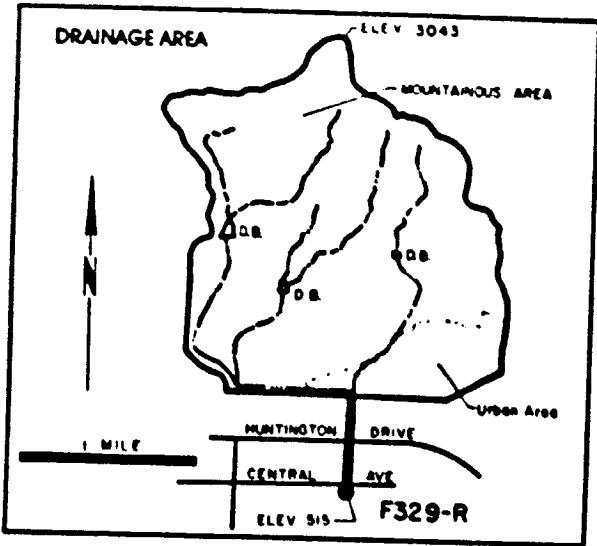 DRAINAGE AREA
ELEV 3043
MOUNTAINOUS AREA
D.B.
D.B.
D.B.
N
Urban Area
HUNTINGTON DRIVE
1 MILE
CENTRAL AVE
F329-R
ELEV 515